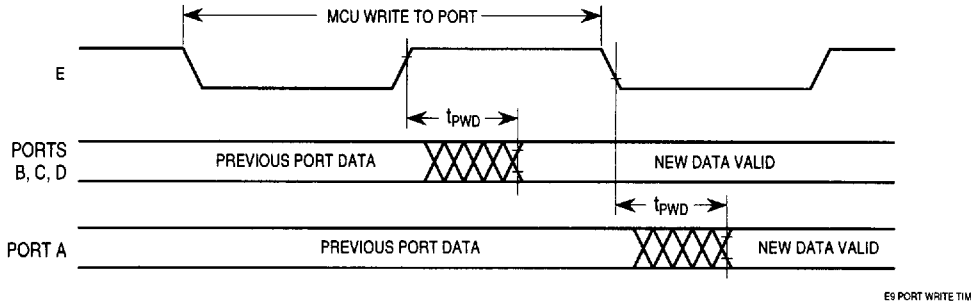 MCU WRITE TO PORT
E
tPWD
PORTS
B, C, D
PREVIOUS PORT DATA
NEW DATA VALID
tPWD
PORT A
PREVIOUS PORT DATA
NEW DATA VALID
E9 PORT WRITE TIM